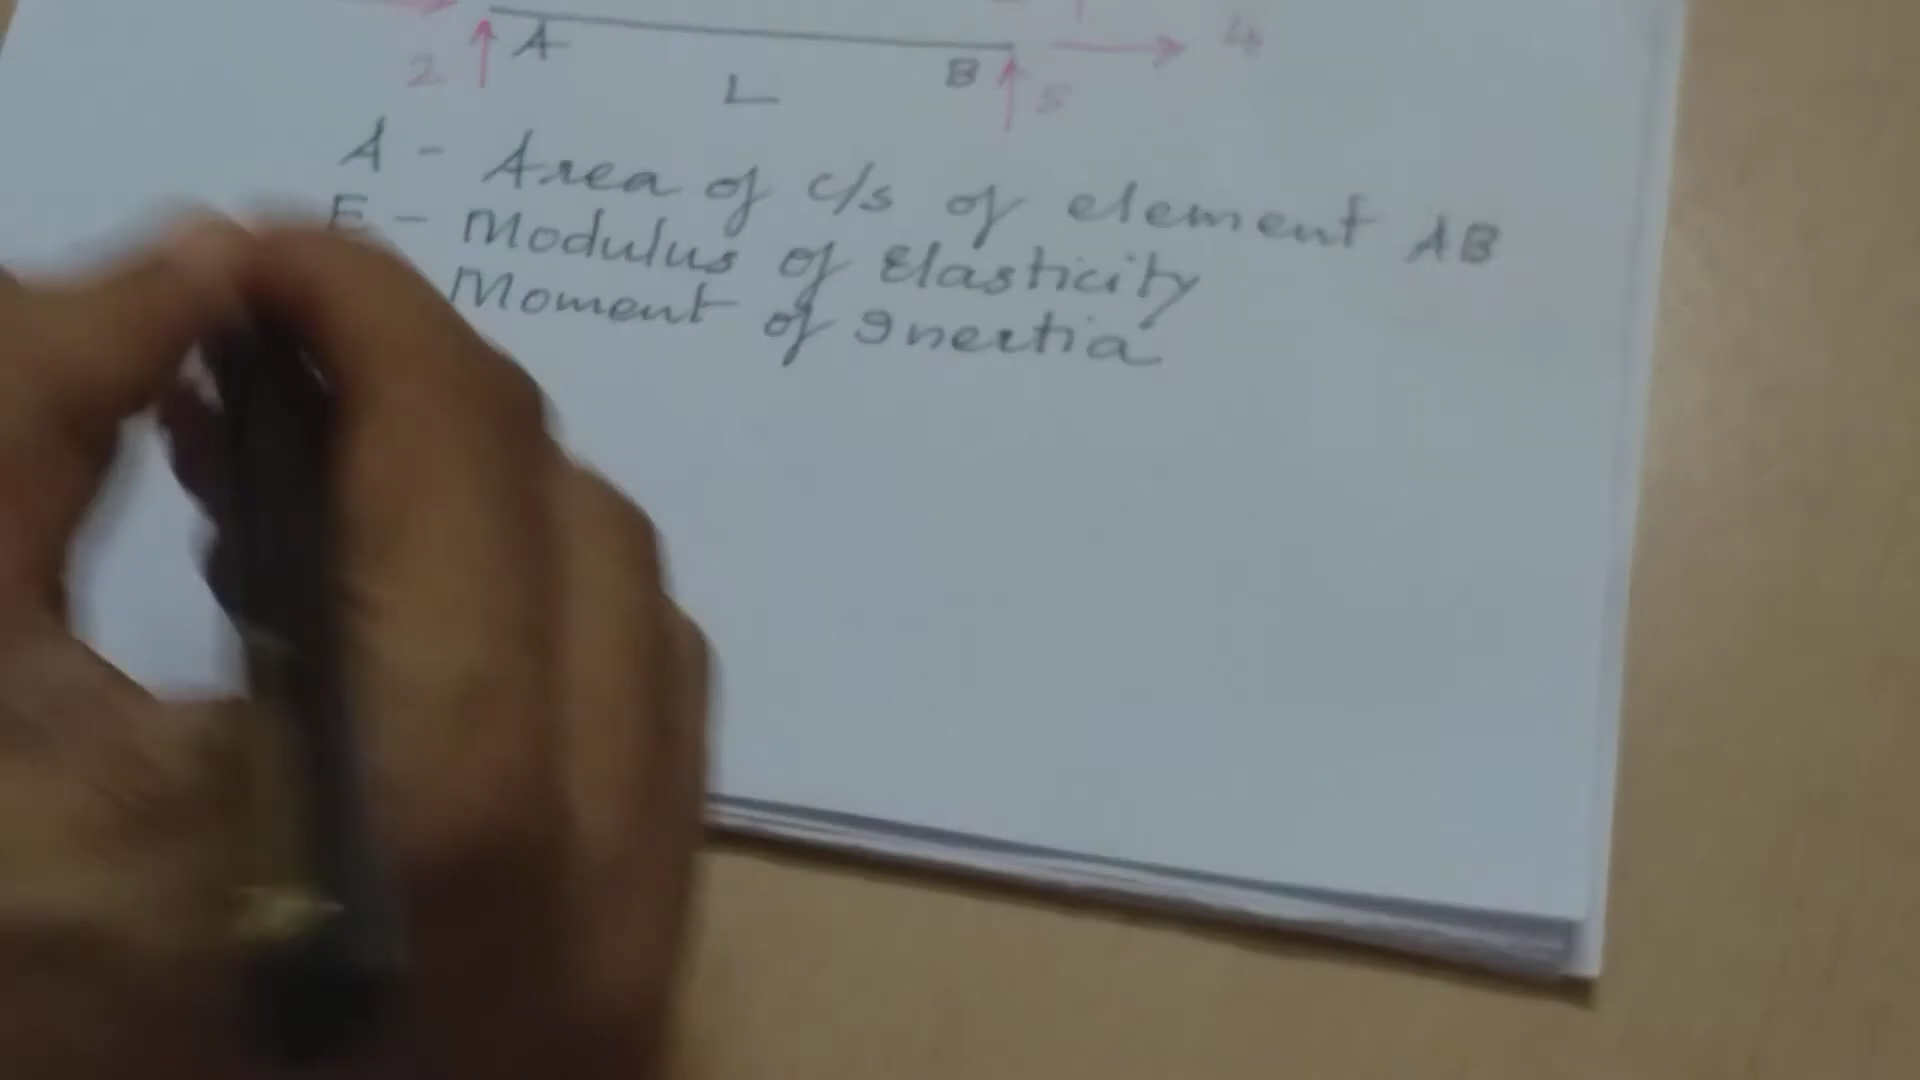 4
2 A B 5
L
A - Area of c/s of element AB
E - Modulus of Elasticity
Moment of Inertia